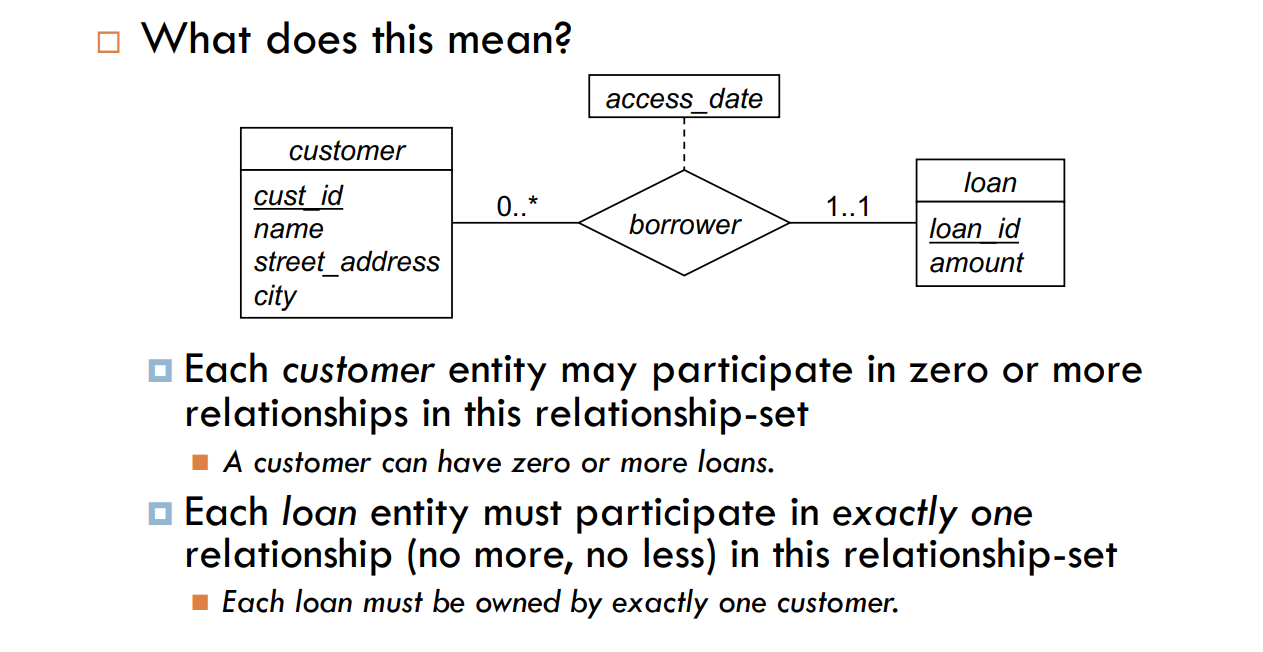 What does this mean?
access_date
customer
cust_id
name
street_address
city
0..*
borrower
1..1
loan
loan_id
amount
Each customer entity may participate in zero or more
relationships in this relationship-set
A customer can have zero or more loans.
Each loan entity must participate in exactly one
relationship (no more, no less) in this relationship-set
Each loan must be owned by exactly one customer.